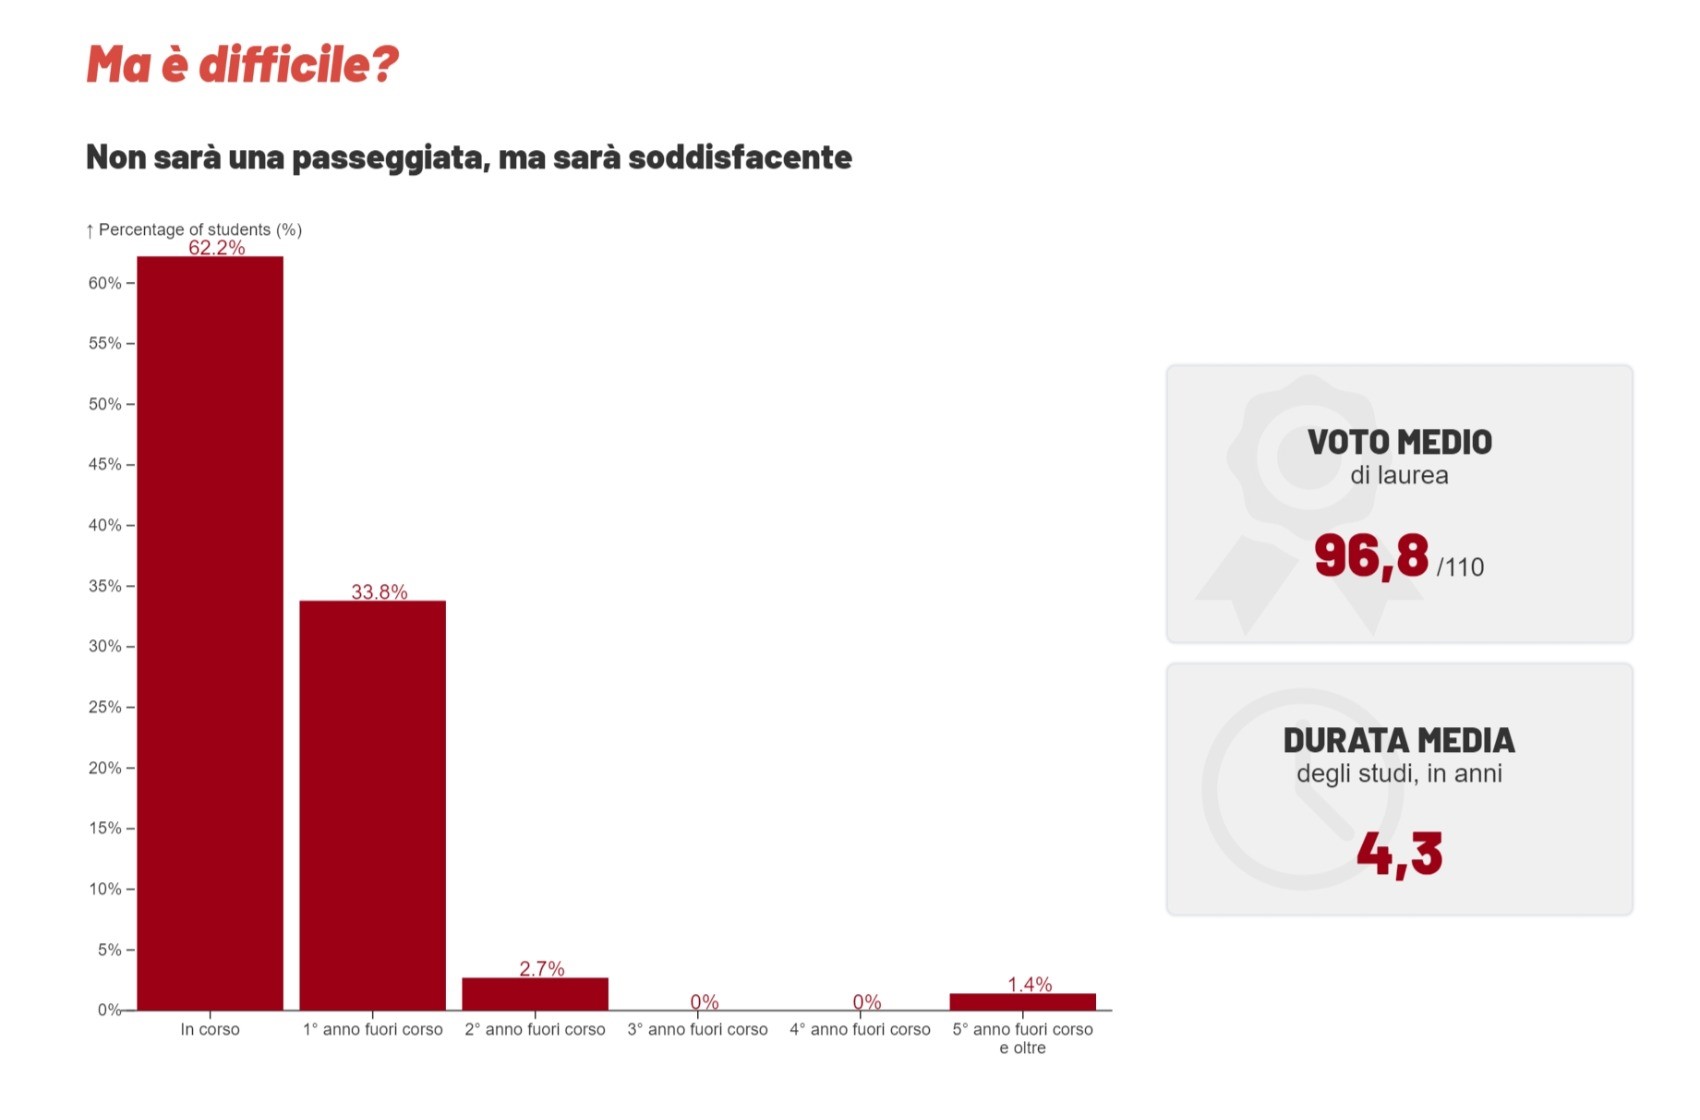 Ma è difficile?
Non sarà una passeggiata, ma sarà soddisfacente
↑ Percentage of students (%)
62.2%
60%
55%
50%
45%
40%
35%
33.8%
30%
25%
20%
15%
10%
5%
2.7%
0%
0%
1.4%
0%
In corso
1° anno fuori corso
2° anno fuori corso
3° anno fuori corso
4° anno fuori corso
5° anno fuori corso
e oltre
VOTO MEDIO
di laurea
96,8 /110
DURATA MEDIA
degli studi, in anni
4,3